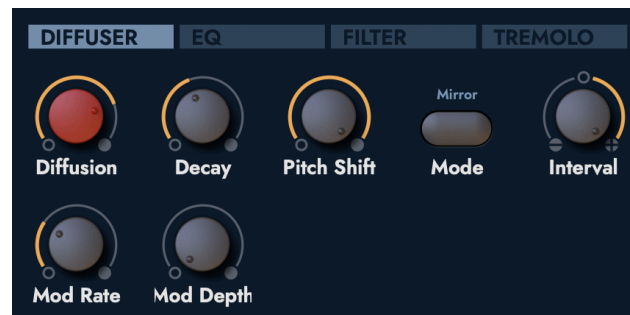 DIFFUSER EQ FILTER TREMOLO
Mirror
Diffusion Decay Pitch Shift Mode Interval
Mod Rate Mod Depth